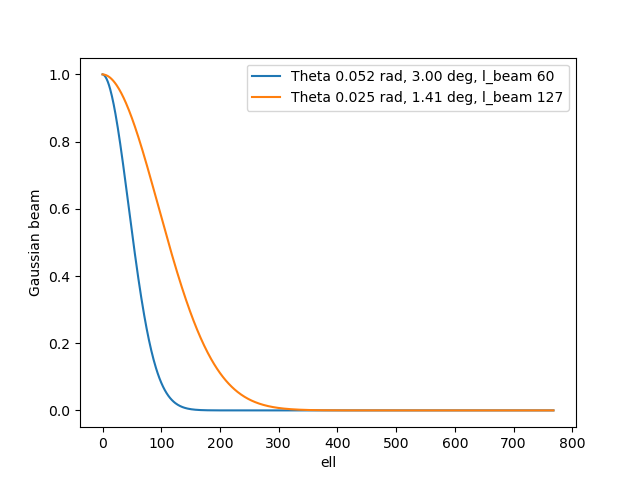 Theta 0.052 rad, 3.00 deg, l_beam 60
Theta 0.025 rad, 1.41 deg, l_beam 127
1.0
0.8
0.6
0.4
0.2
0.0
Gaussian beam
0 100 200 300 400 500 600 700 800
ell